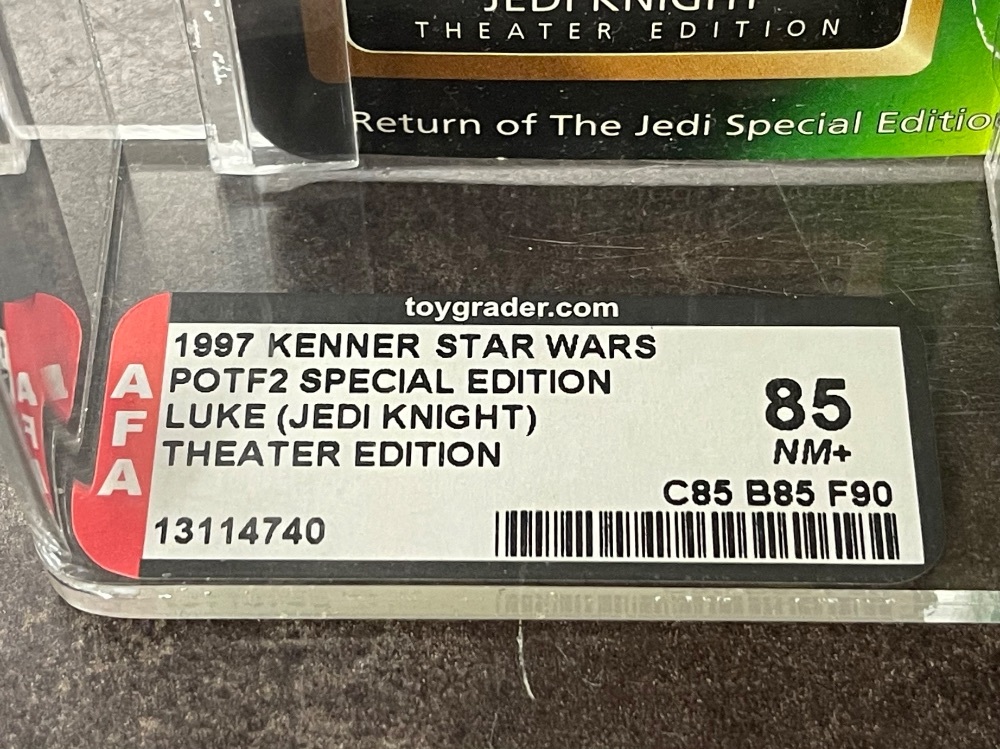 JEDI KNIGHT
THEATER EDITION
Return of The Jedi Special Editio
toygrader.com
AFA
1997 KENNER STAR WARS
POTF2 SPECIAL EDITION
LUKE (JEDI KNIGHT)
THEATER EDITION
85
NM+
C85 B85 F90
13114740